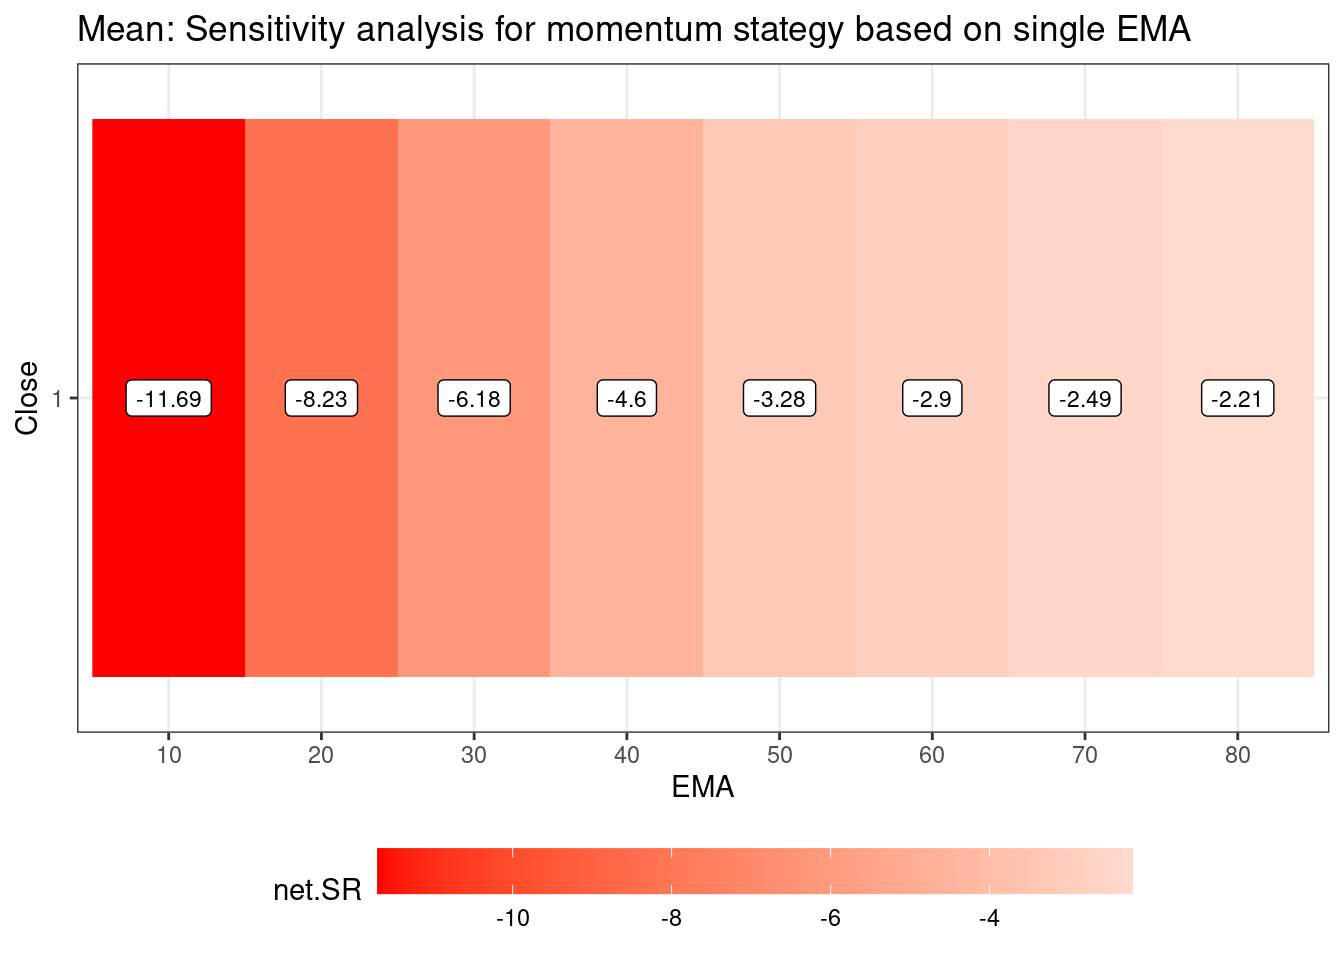 Mean: Sensitivity analysis for momentum stategy based on single EMA
Close
1
-11.69 -8.23 -6.18 -4.6 -3.28 -2.9 -2.49 -2.21
10 20 30 40 50 60 70 80
EMA
net.SR
-10 -8 -6 -4